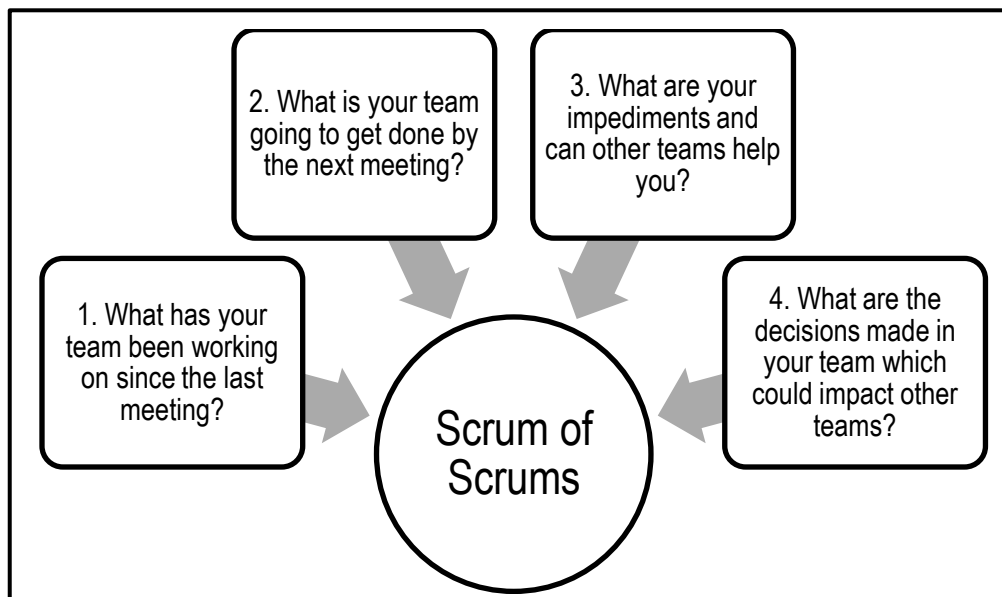 1. What has your
team been working
on since the last
meeting?
2. What is your team
going to get done by
the next meeting?
3. What are your
impediments and
can other teams help
you?
4. What are the
decisions made in
your team which
could impact other
teams?
Scrum of
Scrums